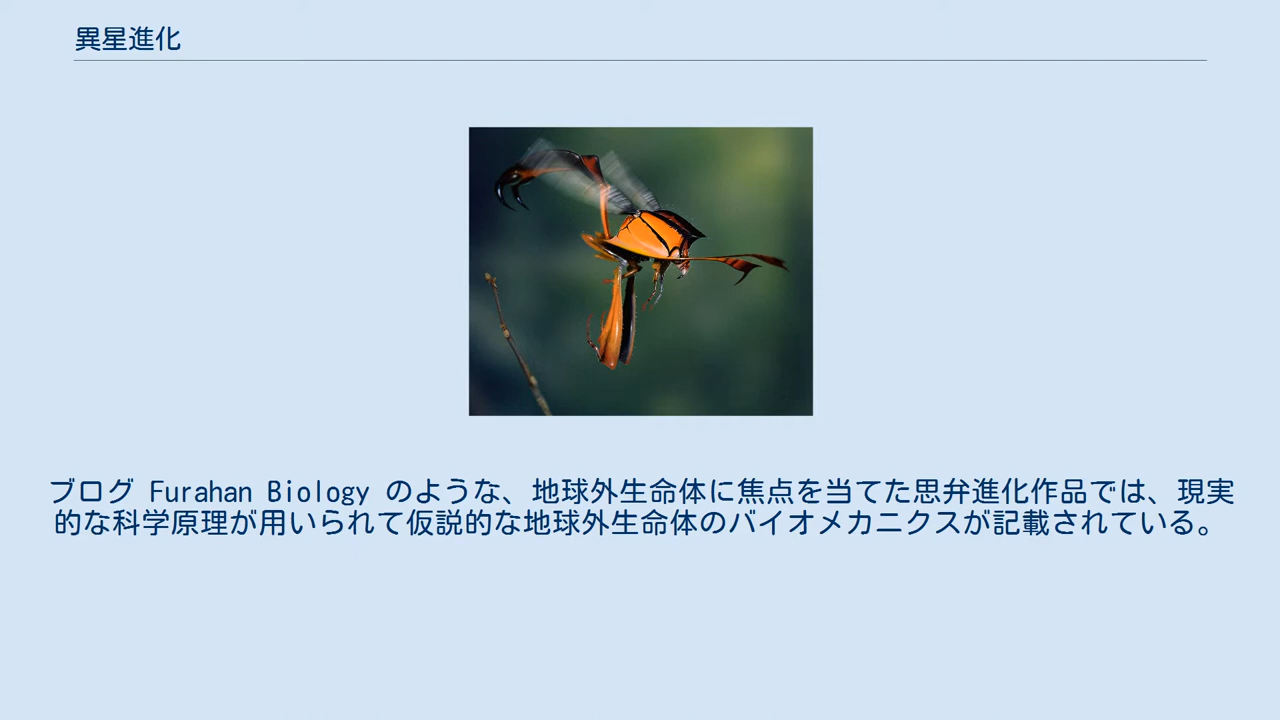 異星進化
ブログ Furahan Biology のような、地球外生命体に焦点を当てた思弁進化作品では、現実
的な科学原理が用いられて仮説的な地球外生命体のバイオメカニクスが記載されている。